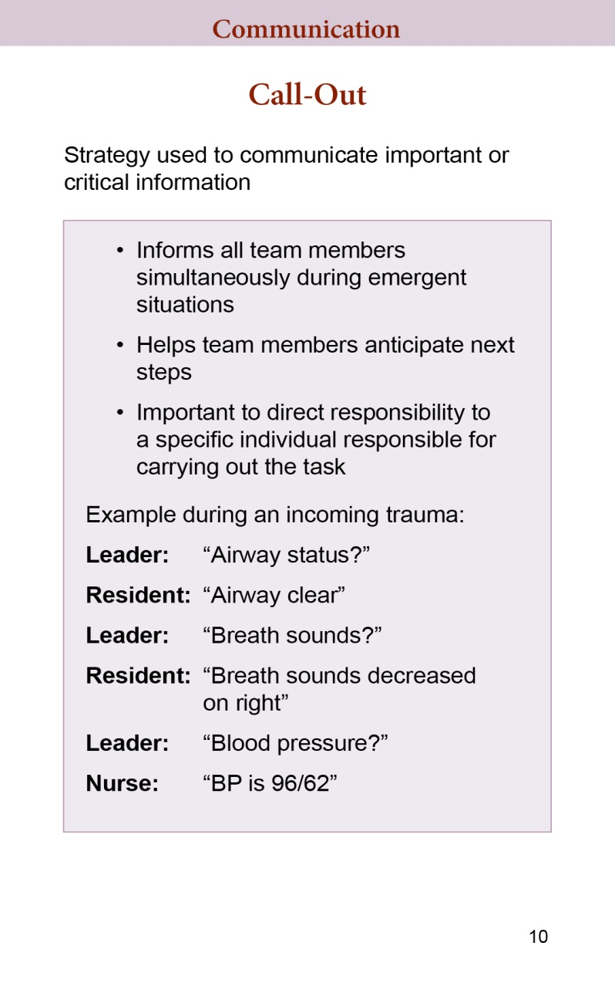 Communication
Call-Out
Strategy used to communicate important or
critical information
• Informs all team members
simultaneously during emergent
situations
• Helps team members anticipate next
steps
• Important to direct responsibility to
a specific individual responsible for
carrying out the task
Example during an incoming trauma:
Leader: “Airway status?”
Resident: “Airway clear”
Leader: “Breath sounds?”
Resident: “Breath sounds decreased
on right”
Leader: “Blood pressure?”
Nurse: “BP is 96/62”
10